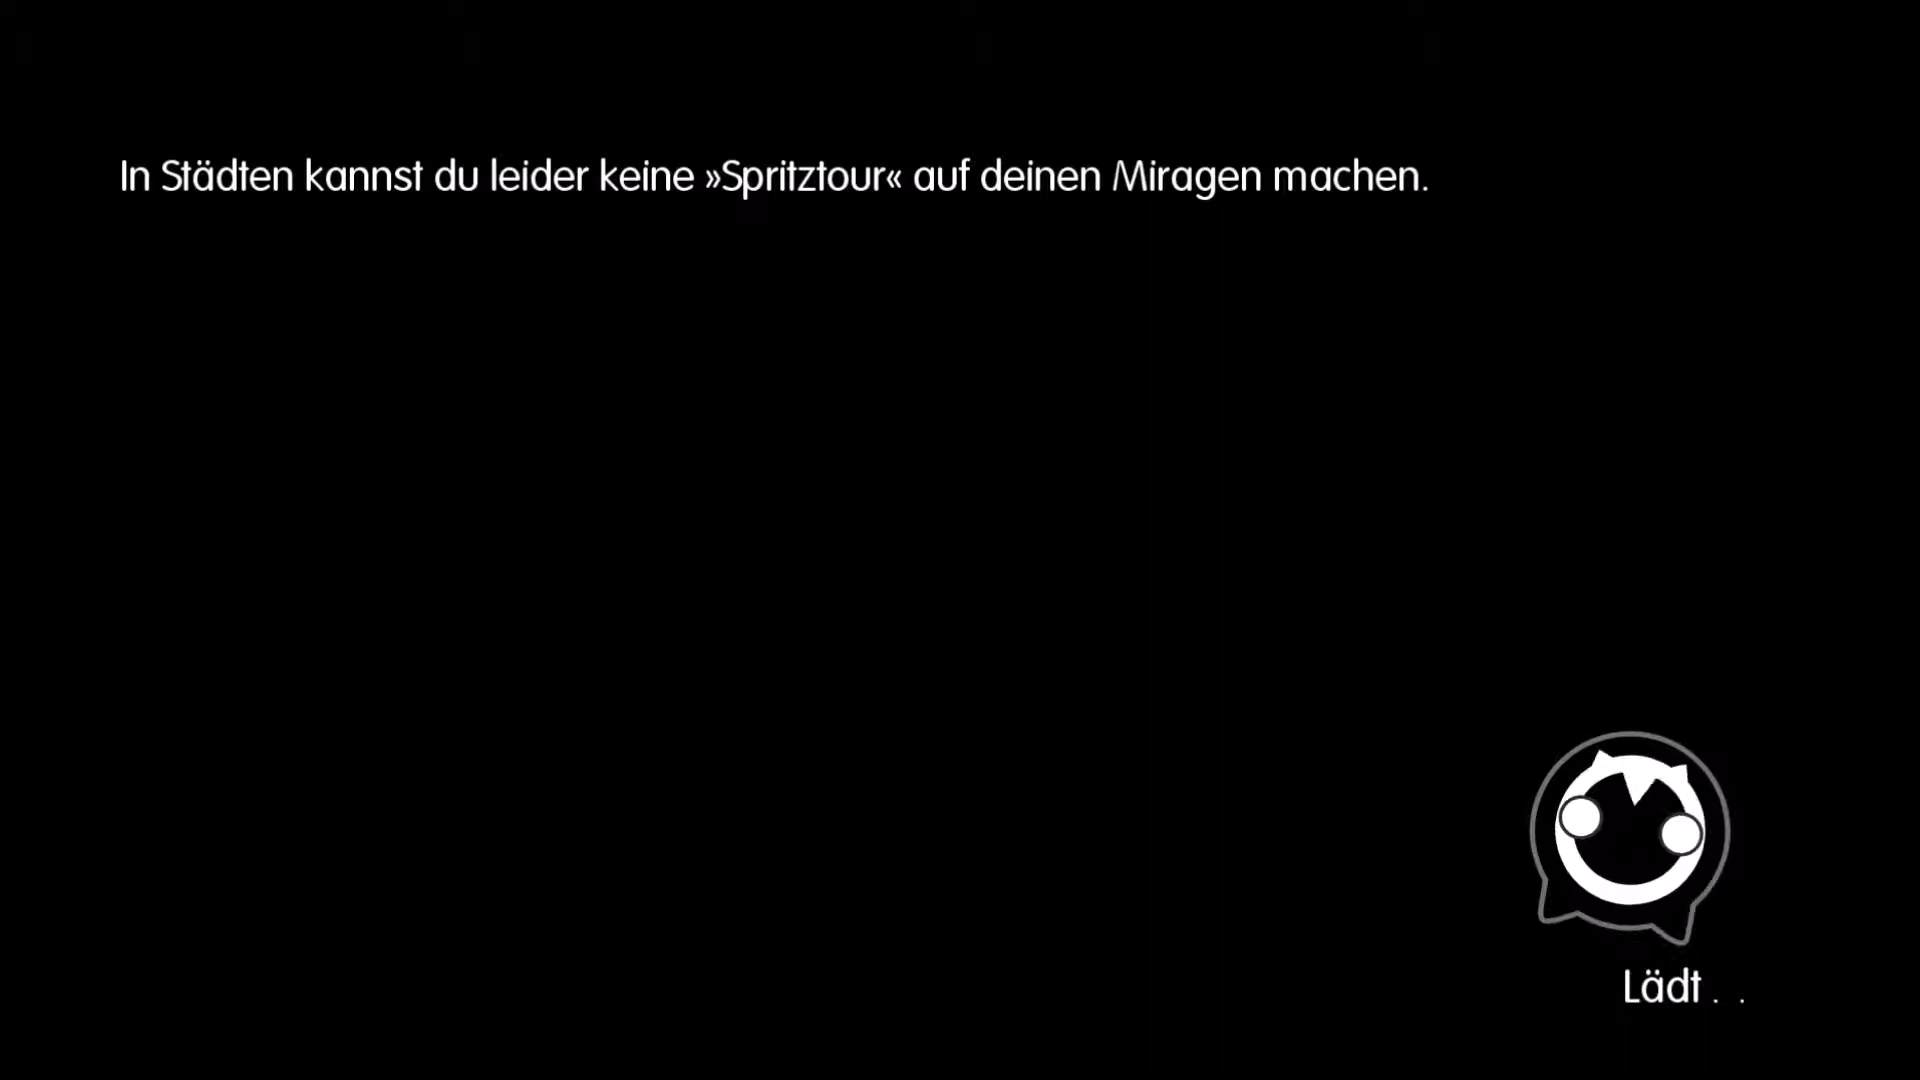 In Städten kannst du leider keine »Spritztour« auf deinen Miragen machen.
Lädt . .